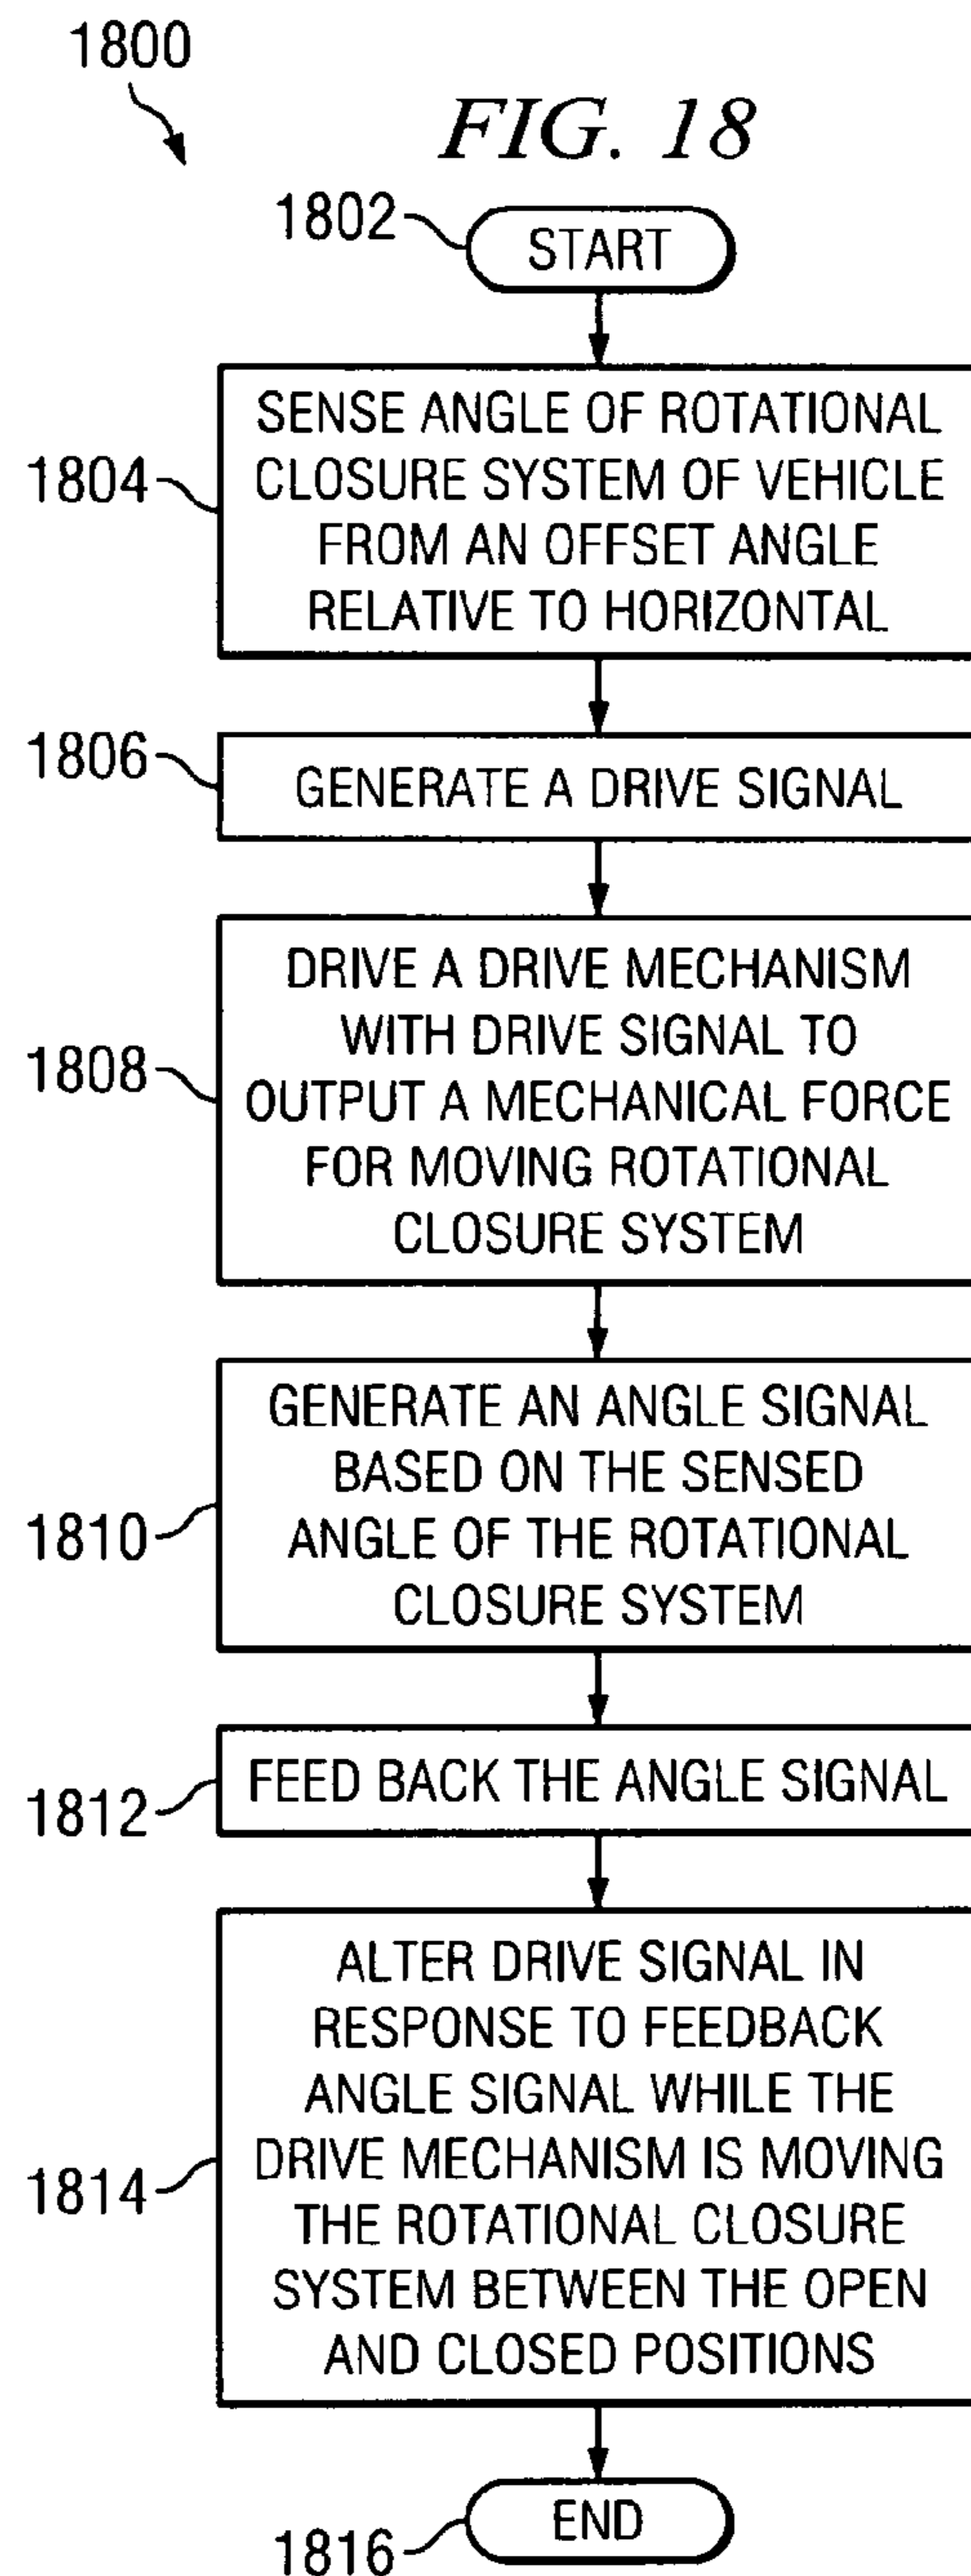 1800
FIG. 18
1802
START
1804
SENSE ANGLE OF ROTATIONAL
CLOSURE SYSTEM OF VEHICLE
FROM AN OFFSET ANGLE
RELATIVE TO HORIZONTAL
1806
GENERATE A DRIVE SIGNAL
1808
DRIVE A DRIVE MECHANISM
WITH DRIVE SIGNAL TO
OUTPUT A MECHANICAL FORCE
FOR MOVING ROTATIONAL
CLOSURE SYSTEM
1810
GENERATE AN ANGLE SIGNAL
BASED ON THE SENSED
ANGLE OF THE ROTATIONAL
CLOSURE SYSTEM
1812
FEED BACK THE ANGLE SIGNAL
1814
ALTER DRIVE SIGNAL IN
RESPONSE TO FEEDBACK
ANGLE SIGNAL WHILE THE
DRIVE MECHANISM IS MOVING
THE ROTATIONAL CLOSURE
SYSTEM BETWEEN THE OPEN
AND CLOSED POSITIONS
1816
END